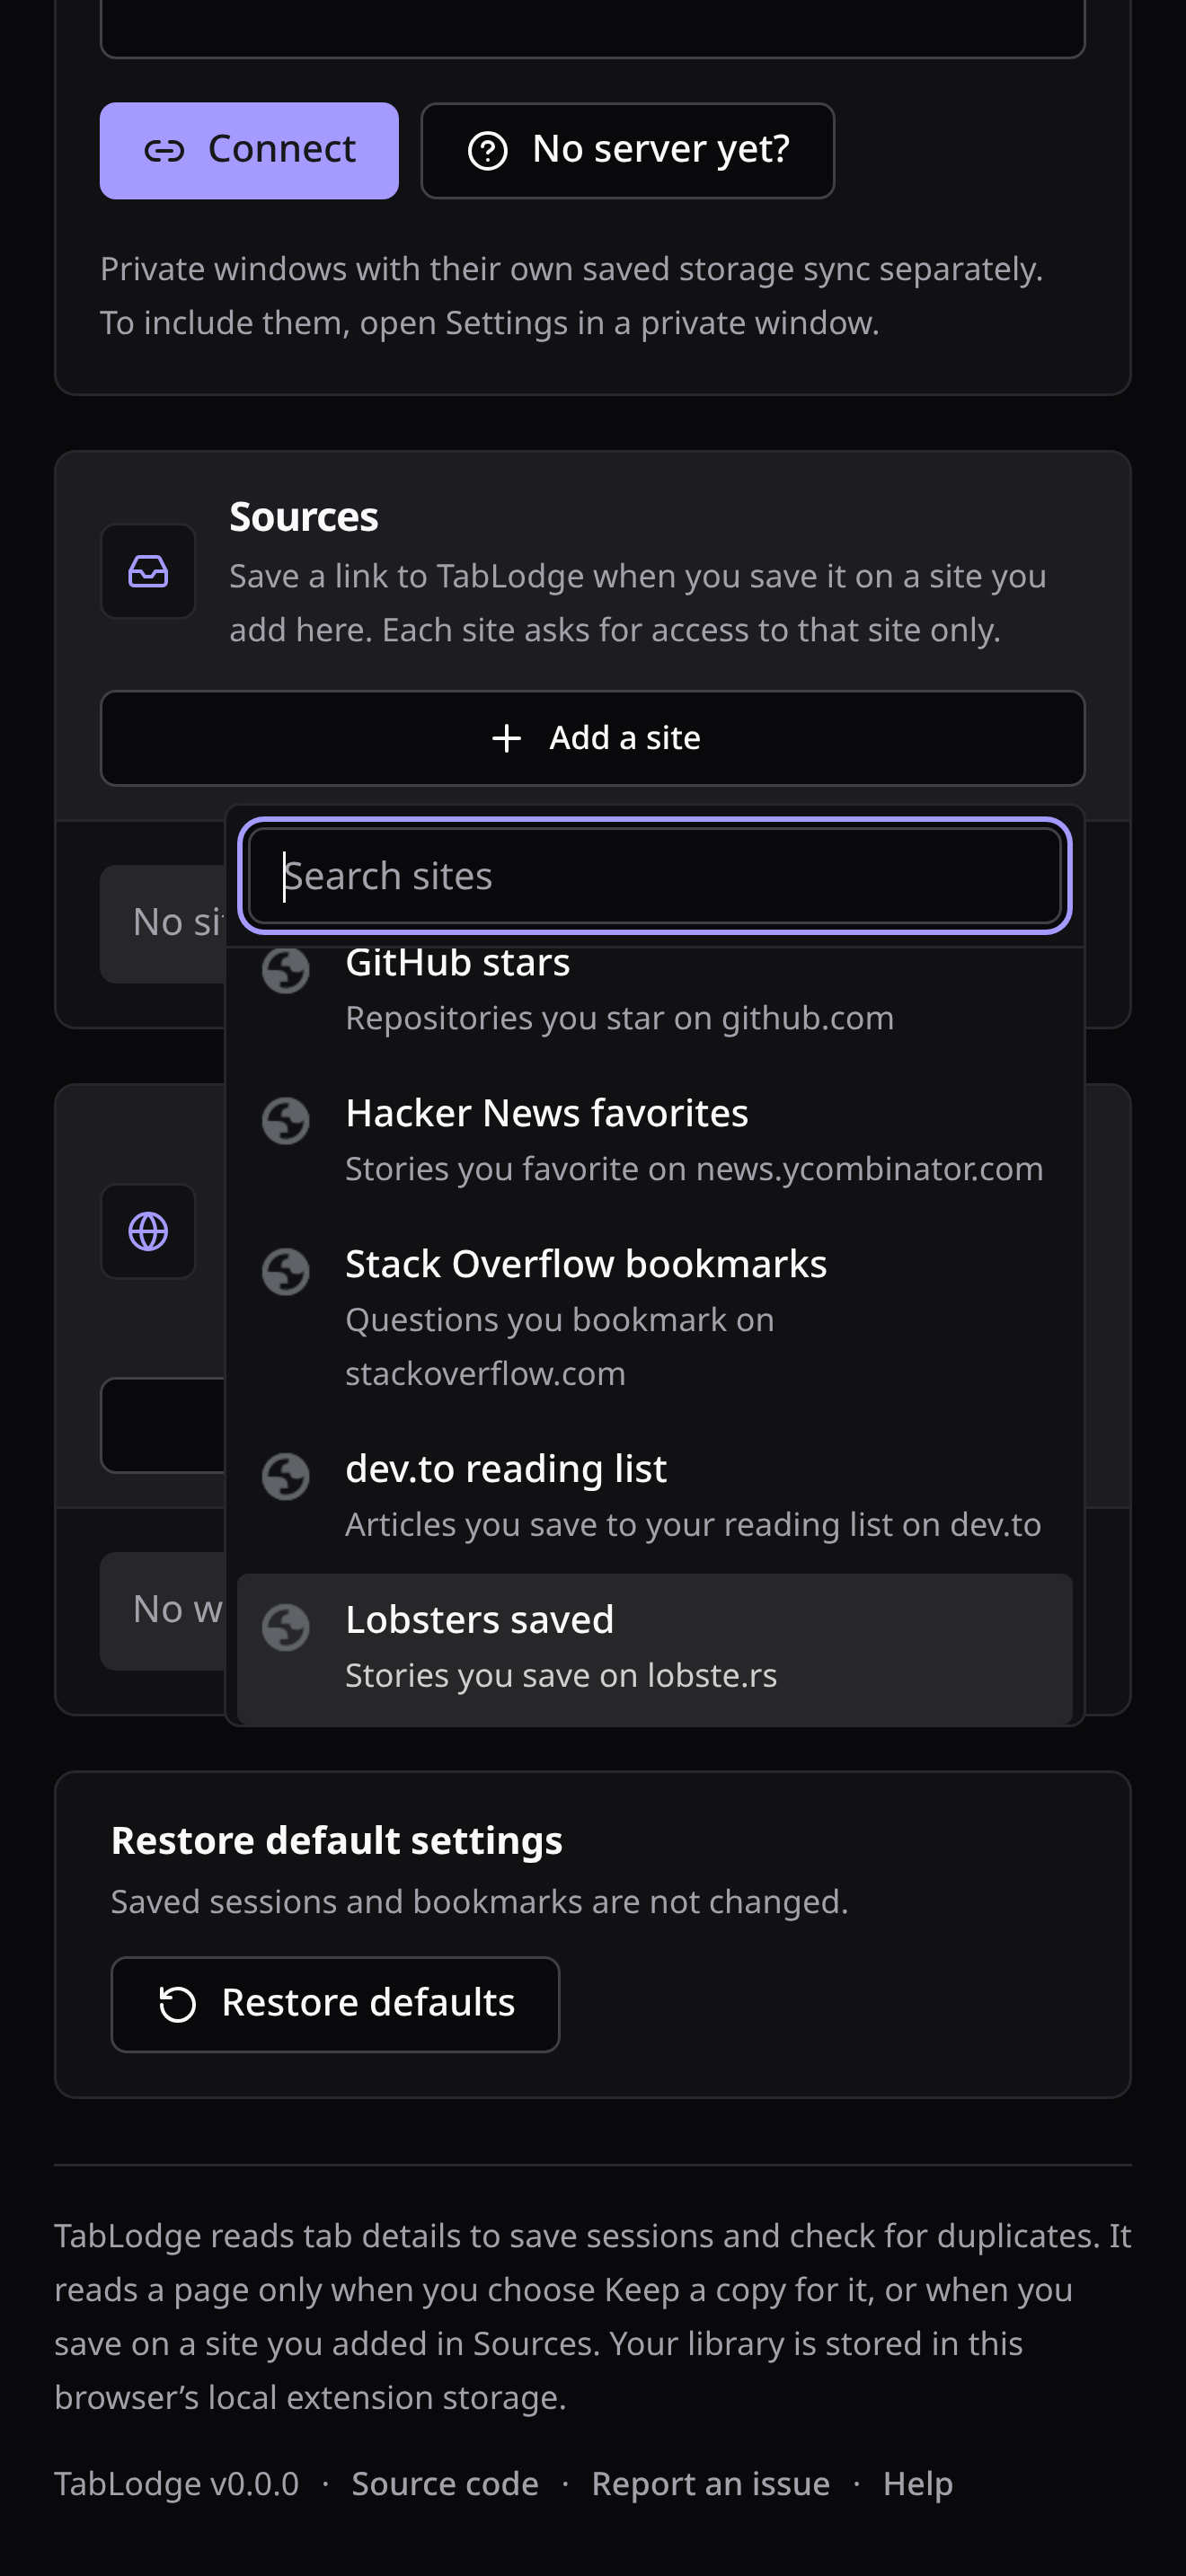 Connect
No server yet?
Private windows with their own saved storage sync separately.
To include them, open Settings in a private window.
Sources
Save a link to TabLodge when you save it on a site you
add here. Each site asks for access to that site only.
Add a site
Search sites
No
GitHub stars
Repositories you star on github.com
Hacker News favorites
Stories you favorite on news.ycombinator.com
Stack Overflow bookmarks
Questions you bookmark on
stackoverflow.com
dev.to reading list
Articles you save to your reading list on dev.to
No
Lobsters saved
Stories you save on lobste.rs
Restore default settings
Saved sessions and bookmarks are not changed.
Restore defaults
TabLodge reads tab details to save sessions and check for duplicates. It
reads a page only when you choose Keep a copy for it, or when you
save on a site you added in Sources. Your library is stored in this
browser’s local extension storage.
TabLodge v0.0.0 · Source code · Report an issue · Help